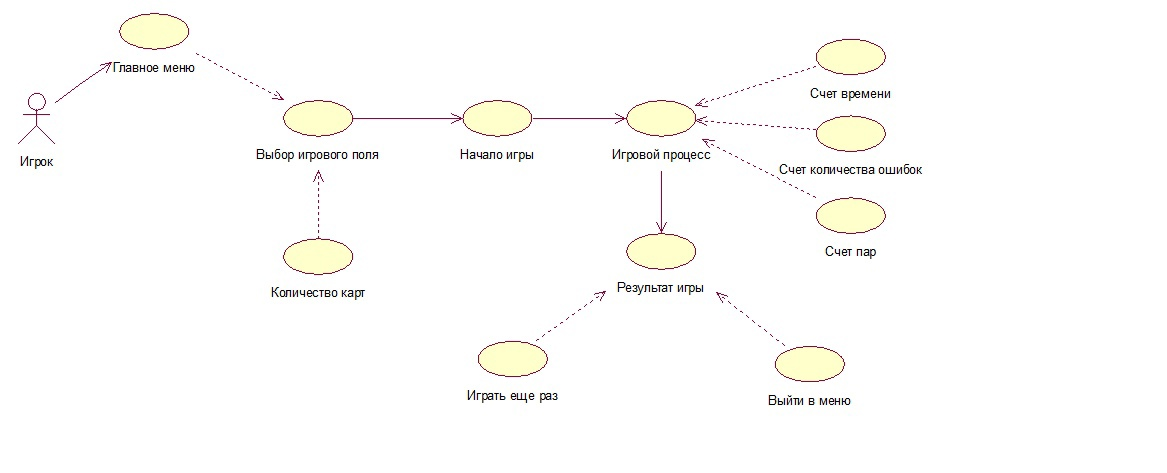 Главное меню
Игрок
Выбор игрового поля
Начало игры
Игровой процесс
Счет времени
Счет количества ошибок
Счет пар
Количество карт
Результат игры
Играть еще раз
Выйти в меню